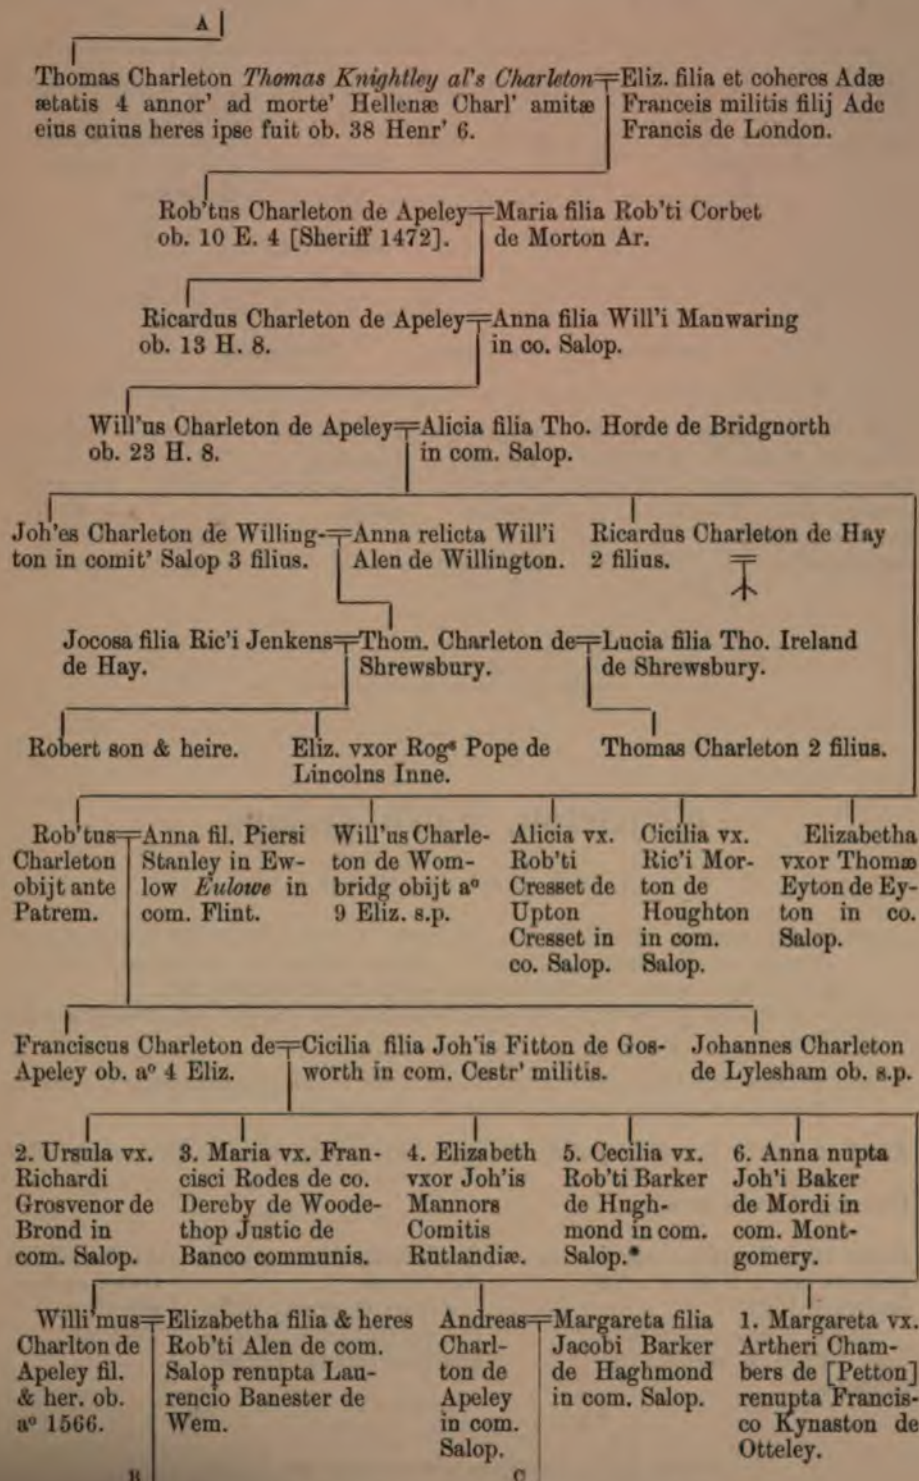 A
Thomas Charleton Thomas Knightley al's Charleton
ætatis 4 annor' ad morte' Hellenæ Charl' amitæ
eius cuius heres ipse fuit ob. 38 Henr' 6.
Eliz. filia et coheres Adæ
Franceis militis filij Ade
Francis de London.
Rob'tus Charleton de Apeley
ob. 10 E. 4 [Sheriff 1472].
Maria filia Rob'ti Corbet
de Morton Ar.
Ricardus Charleton de Apeley
ob. 13 H. 8.
Anna filia Will'i Manwaring
in co. Salop.
Will'us Charleton de Apeley
ob. 23 H. 8.
Alicia filia Tho. Horde de Bridgnorth
in com. Salop.
Joh'es Charleton de Willing-
ton in comit' Salop 3 filius.
Anna relicta Will'i
Alen de Willington.
Ricardus Charleton de Hay
2 filius.
Jocosa filia Ric'i Jenkens
de Hay.
Thom. Charleton de
Shrewsbury.
Lucia filia Tho. Ireland
de Shrewsbury.
Robert son & heire.
Eliz. vxor Rogˢ Pope de
Lincolns Inne.
Thomas Charleton 2 filius.
Rob'tus
Charleton
obijt ante
Patrem.
Anna fil. Piersi
Stanley in Ew-
low Eulowe in
com. Flint.
Will'us Charle-
ton de Wom-
bridg obijt aº
9 Eliz. s.p.
Alicia vx.
Rob'ti
Cresset de
Upton
Cresset in
co. Salop.
Cicilia vx.
Ric'i Mor-
ton de
Houghton
in com.
Salop.
Elizabetha
vxor Thomæ
Eyton de Ey-
ton in co.
Salop.
Franciscus Charleton de
Apeley ob. aº 4 Eliz.
Cicilia filia Joh'is Fitton de Gos-
worth in com. Cestr' militis.
Johannes Charleton
de Lylesham ob. s.p.
2. Ursula vx.
Richardi
Grosvenor de
Brond in
com. Salop.
3. Maria vx. Fran-
cisci Rodes de co.
Dereby de Woode-
thop Justic de
Banco communis.
4. Elizabeth
vxor Joh'is
Mannors
Comitis
Rutlandiæ.
5. Cecilia vx.
Rob'ti Barker
de Hugh-
mond in com.
Salop.*
6. Anna nupta
Joh'i Baker
de Mordi in
com. Mont-
gomery.
Willi'mus
Charlton de
Apeley fil.
& her. ob.
aº 1566.
Elizabetha filia & heres
Rob'ti Alen de com.
Salop renupta Lau-
rencio Banester de
Wem.
Andreas
Charl-
ton de
Apeley
in com.
Salop.
Margareta filia
Jacobi Barker
de Haghmond
in com. Salop.
1. Margareta vx.
Artheri Cham-
bers de [Petton]
renupta Francis-
co Kynaston de
Otteley.
B
C